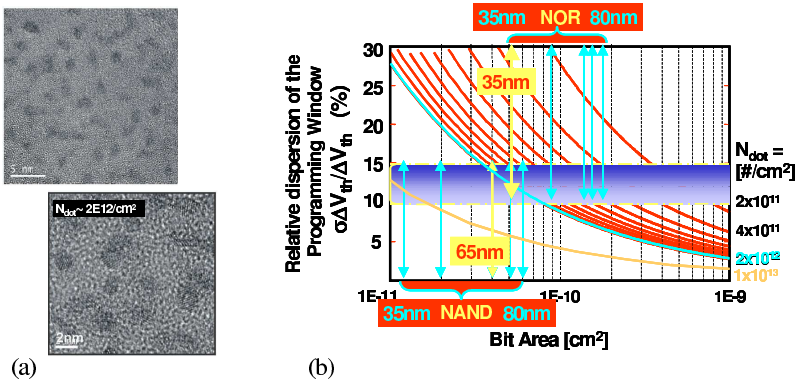 5 nm
N_dot~ 2E12/cm²
2nm
(a)
35nm NOR 80nm
Relative dispersion of the
Programming Window
σΔV_th/ΔV_th (%)
30
25
20
15
10
5
35nm
65nm
N_dot =
[#/cm²]
2x10¹¹
4x10¹¹
2x10¹²
1x10¹³
1E-11
1E-10
1E-9
35nm NAND 80nm
Bit Area [cm²]
(b)